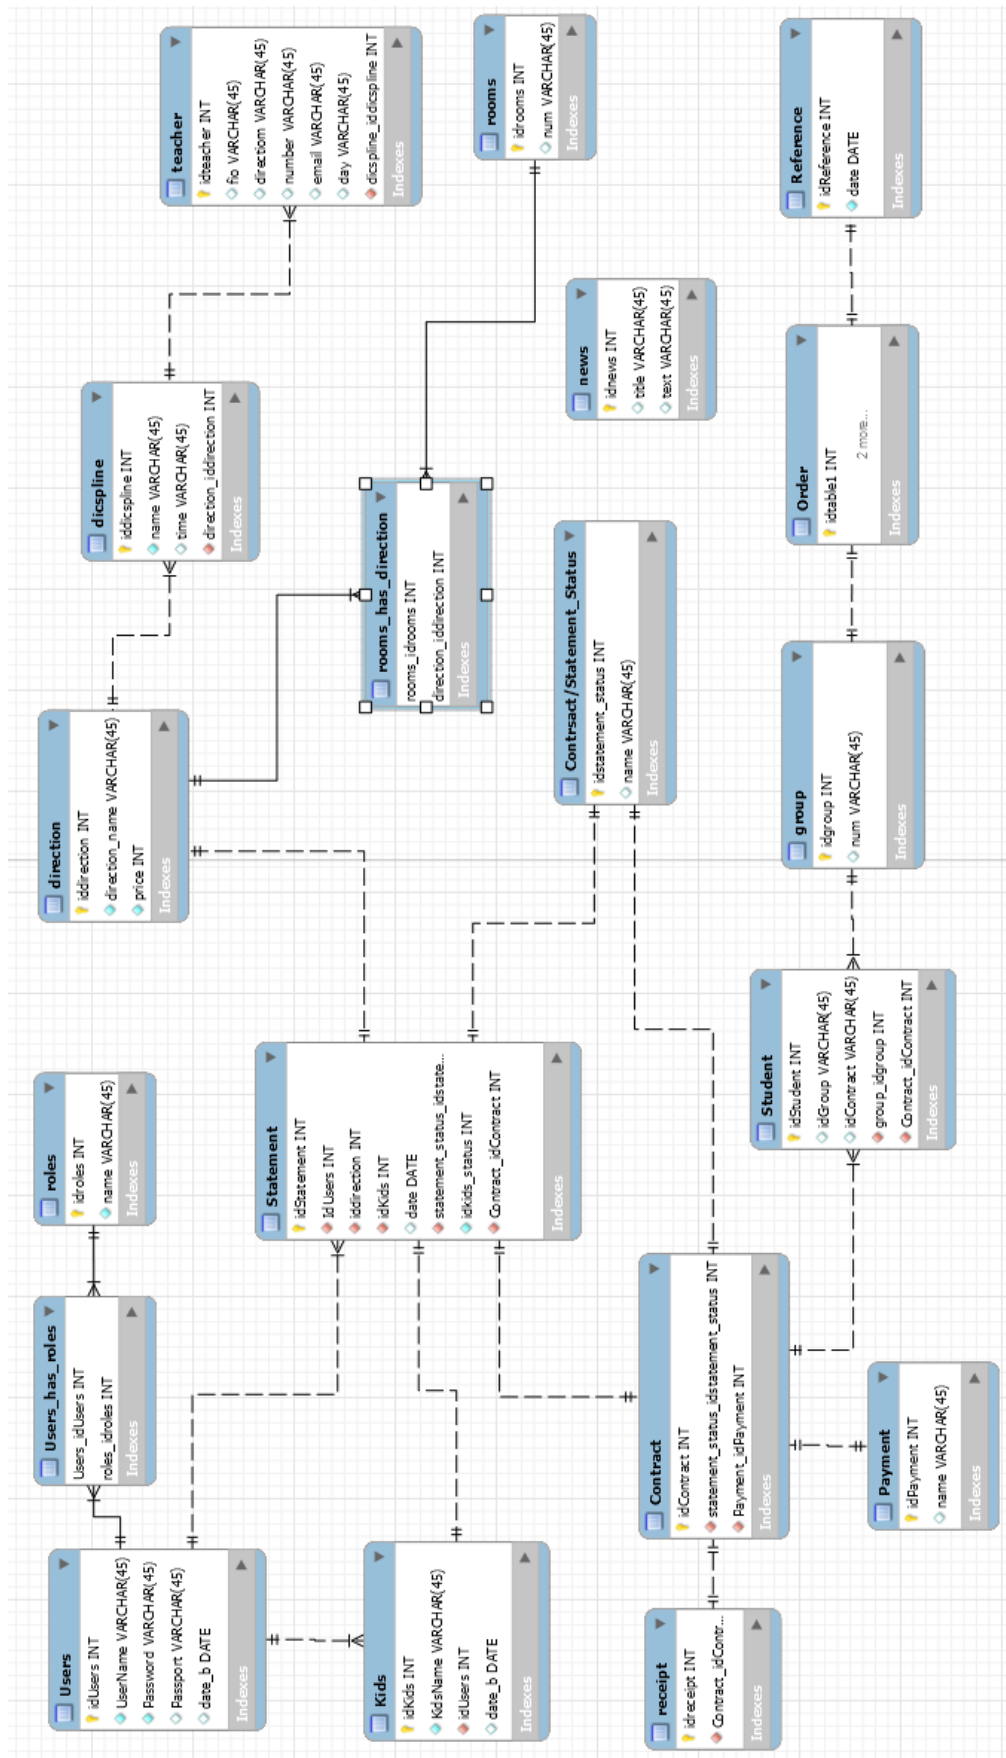 Users
idUsers INT
UserName VARCHAR(45)
Password VARCHAR(45)
Passport VARCHAR(45)
date_b DATE
Indexes
Users_has_roles
Users_idUsers INT
roles_idroles INT
Indexes
roles
idroles INT
name VARCHAR(45)
Indexes
direction
iddirection INT
direction_name VARCHAR(45)
price INT
Indexes
dicspline
iddicspline INT
name VARCHAR(45)
time VARCHAR(45)
direction_iddirection INT
Indexes
teacher
idteacher INT
fio VARCHAR(45)
directiom VARCHAR(45)
number VARCHAR(45)
email VARCHAR(45)
day VARCHAR(45)
dicspline_iddicspline INT
Indexes
Kids
idKids INT
KidsName VARCHAR(45)
idUsers INT
date_b DATE
Indexes
Statement
idStatement INT
IdUsers INT
iddirection INT
idKids INT
date DATE
statement_status_idstate...
idkids_status INT
Contract_idContract INT
Indexes
rooms_has_direction
rooms_idrooms INT
direction_iddirection INT
Indexes
rooms
idrooms INT
num VARCHAR(45)
Indexes
Contrsact/Statement_Status
idstatement_status INT
name VARCHAR(45)
Indexes
news
idnews INT
title VARCHAR(45)
text VARCHAR(45)
Indexes
receipt
idreceipt INT
Contract_idContr...
Indexes
Contract
idContract INT
statement_status_idstatement_status INT
Payment_idPayment INT
Indexes
Payment
idPayment INT
name VARCHAR(45)
Indexes
Student
idStudent INT
idGroup VARCHAR(45)
idContract VARCHAR(45)
group_idgroup INT
Contract_idContract INT
Indexes
group
idgroup INT
num VARCHAR(45)
Indexes
Order
idtable1 INT
2 more...
Indexes
Reference
idReference INT
date DATE
Indexes